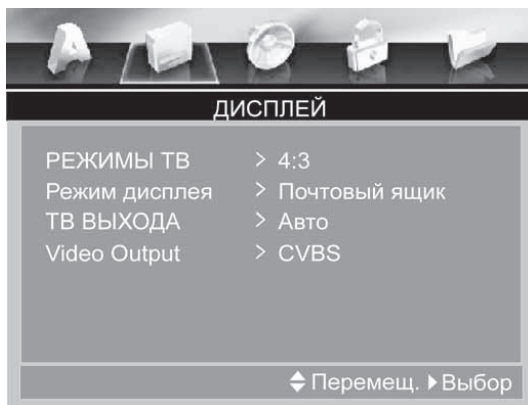 ДИСПЛЕЙ
РЕЖИМЫ ТВ > 4:3
Режим дисплея > Почтовый ящик
ТВ ВЫХОДА > Авто
Video Output > CVBS
Перемещ. Выбор